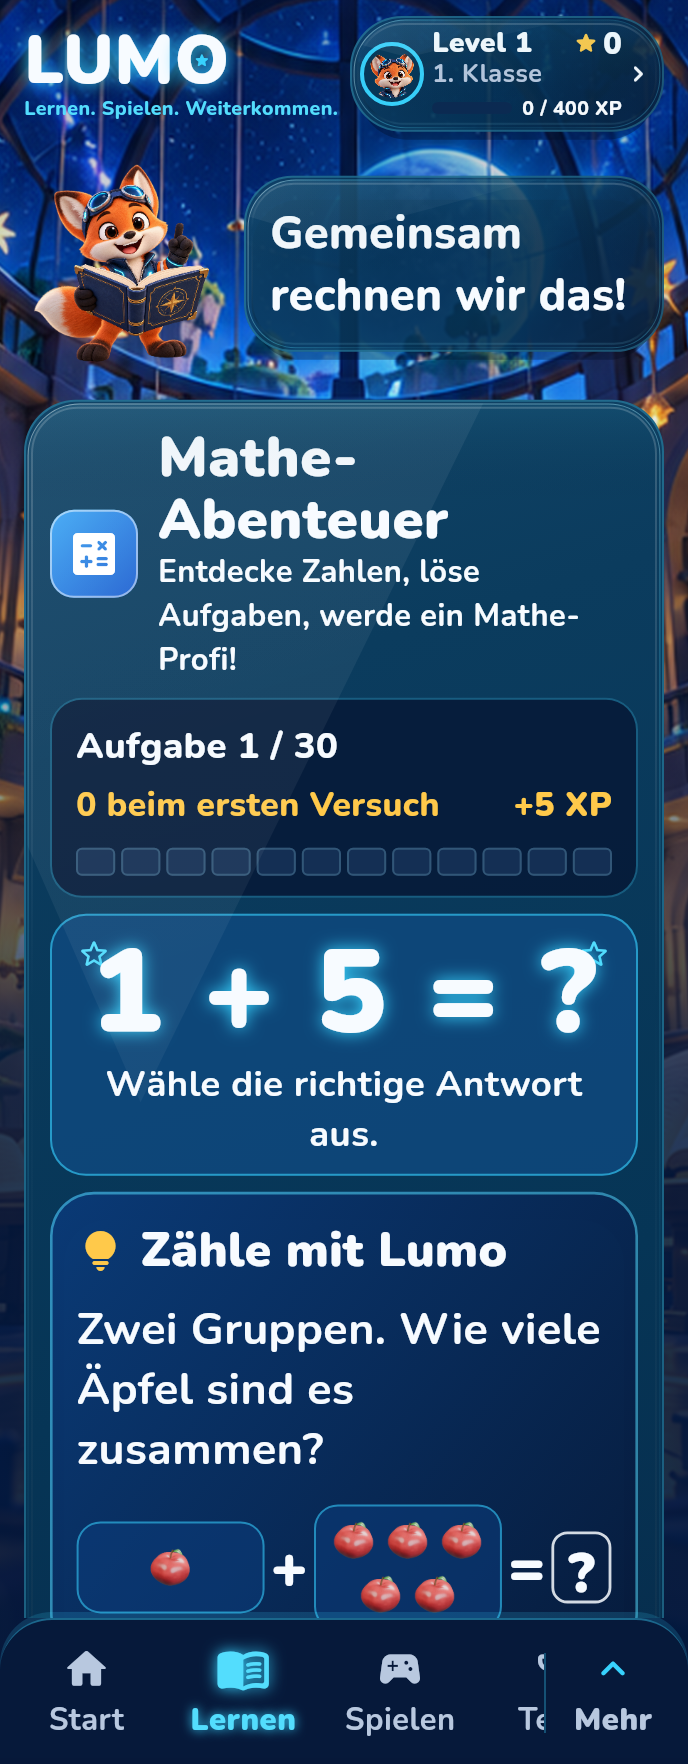 LUMO
Lernen. Spielen. Weiterkommen.
Level 1
0
1. Klasse
0 / 400 XP
Gemeinsam
rechnen wir das!
Mathe-
Abenteuer
Entdecke Zahlen, löse
Aufgaben, werde ein Mathe-
Profi!
Aufgabe 1 / 30
0 beim ersten Versuch
+5 XP
1 + 5 = ?
Wähle die richtige Antwort
aus.
Zähle mit Lumo
Zwei Gruppen. Wie viele
Äpfel sind es
zusammen?
+ = ?
Start
Lernen
Spielen
Mehr